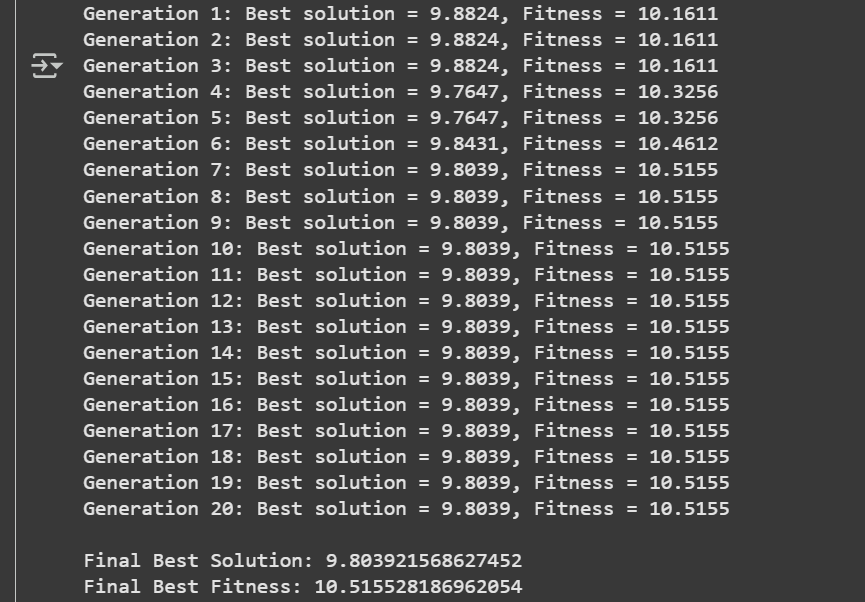 Generation 1: Best solution = 9.8824, Fitness = 10.1611
Generation 2: Best solution = 9.8824, Fitness = 10.1611
Generation 3: Best solution = 9.8824, Fitness = 10.1611
Generation 4: Best solution = 9.7647, Fitness = 10.3256
Generation 5: Best solution = 9.7647, Fitness = 10.3256
Generation 6: Best solution = 9.8431, Fitness = 10.4612
Generation 7: Best solution = 9.8039, Fitness = 10.5155
Generation 8: Best solution = 9.8039, Fitness = 10.5155
Generation 9: Best solution = 9.8039, Fitness = 10.5155
Generation 10: Best solution = 9.8039, Fitness = 10.5155
Generation 11: Best solution = 9.8039, Fitness = 10.5155
Generation 12: Best solution = 9.8039, Fitness = 10.5155
Generation 13: Best solution = 9.8039, Fitness = 10.5155
Generation 14: Best solution = 9.8039, Fitness = 10.5155
Generation 15: Best solution = 9.8039, Fitness = 10.5155
Generation 16: Best solution = 9.8039, Fitness = 10.5155
Generation 17: Best solution = 9.8039, Fitness = 10.5155
Generation 18: Best solution = 9.8039, Fitness = 10.5155
Generation 19: Best solution = 9.8039, Fitness = 10.5155
Generation 20: Best solution = 9.8039, Fitness = 10.5155
Final Best Solution: 9.803921568627452
Final Best Fitness: 10.515528186962054